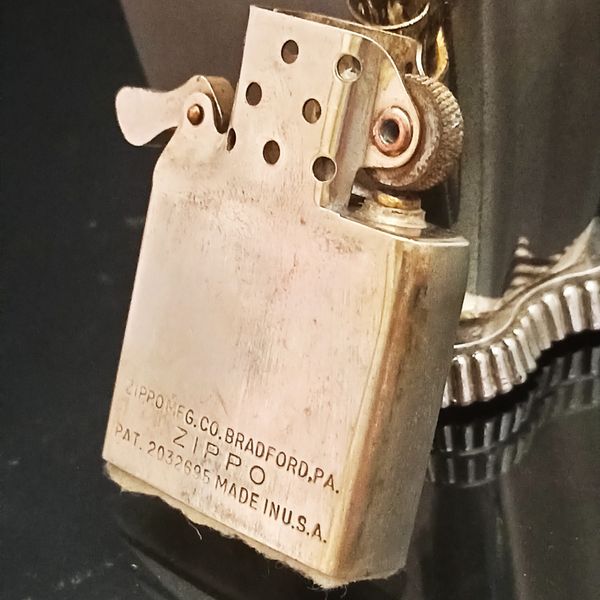 ZIPPO MFG. CO. BRADFORD, PA.
ZIPPO
PAT. 2032695 MADE IN U.S.A.